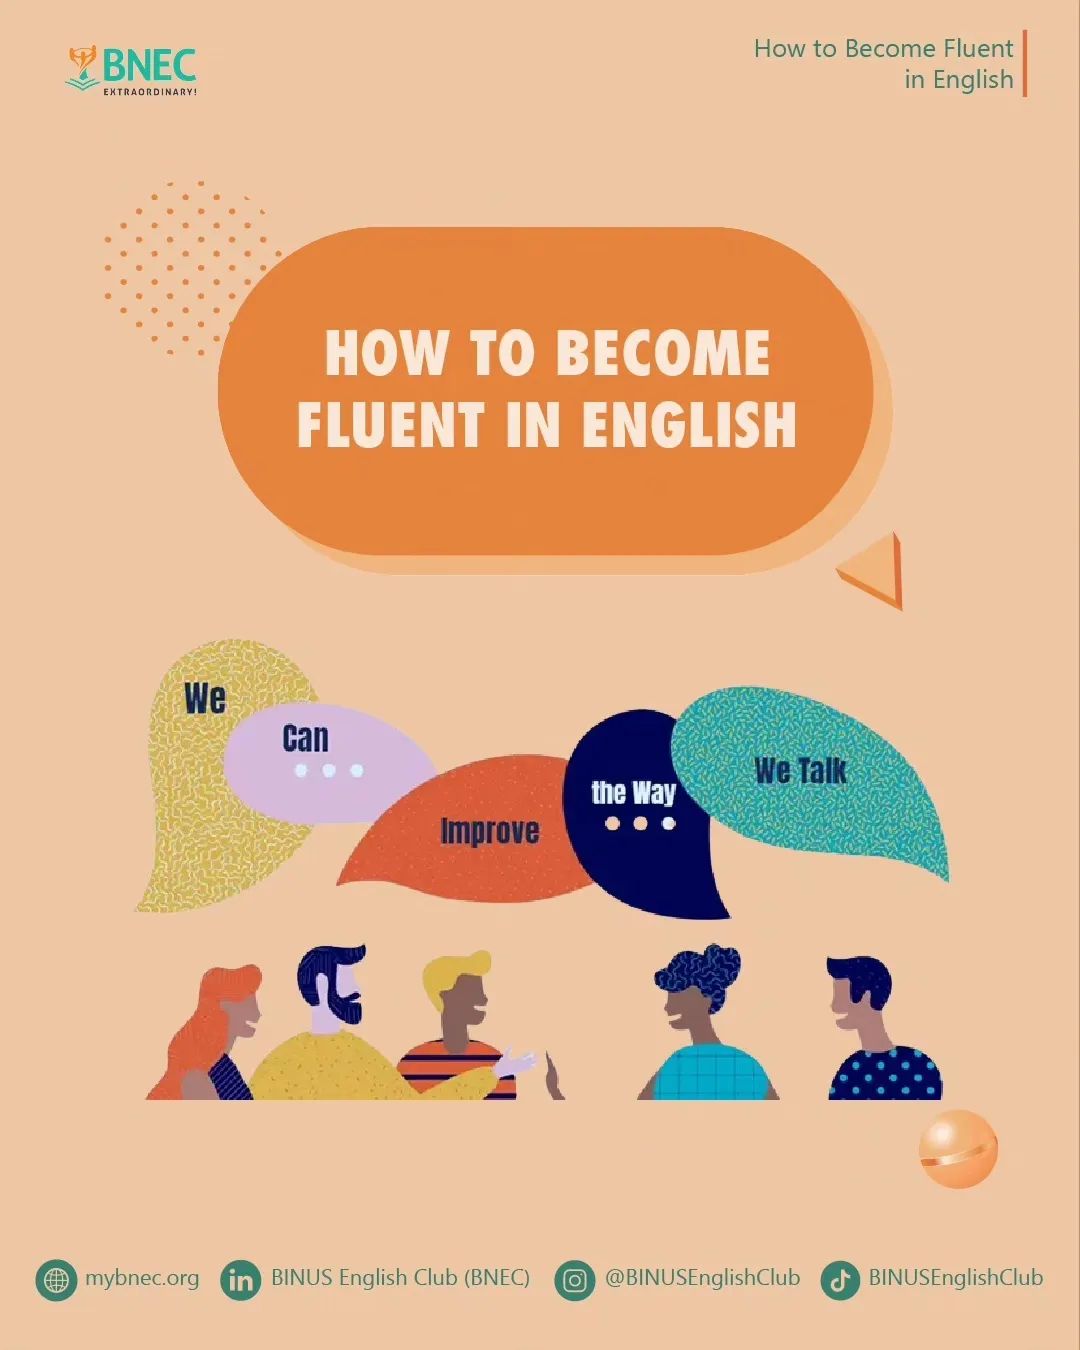 BNEC
EXTRAORDINARY!
How to Become Fluent
in English
HOW TO BECOME
FLUENT IN ENGLISH
We
Can
Improve
the Way
We Talk
mybnec.org
in
BINUS English Club (BNEC)
@BINUSEnglishClub
BINUSEnglishClub